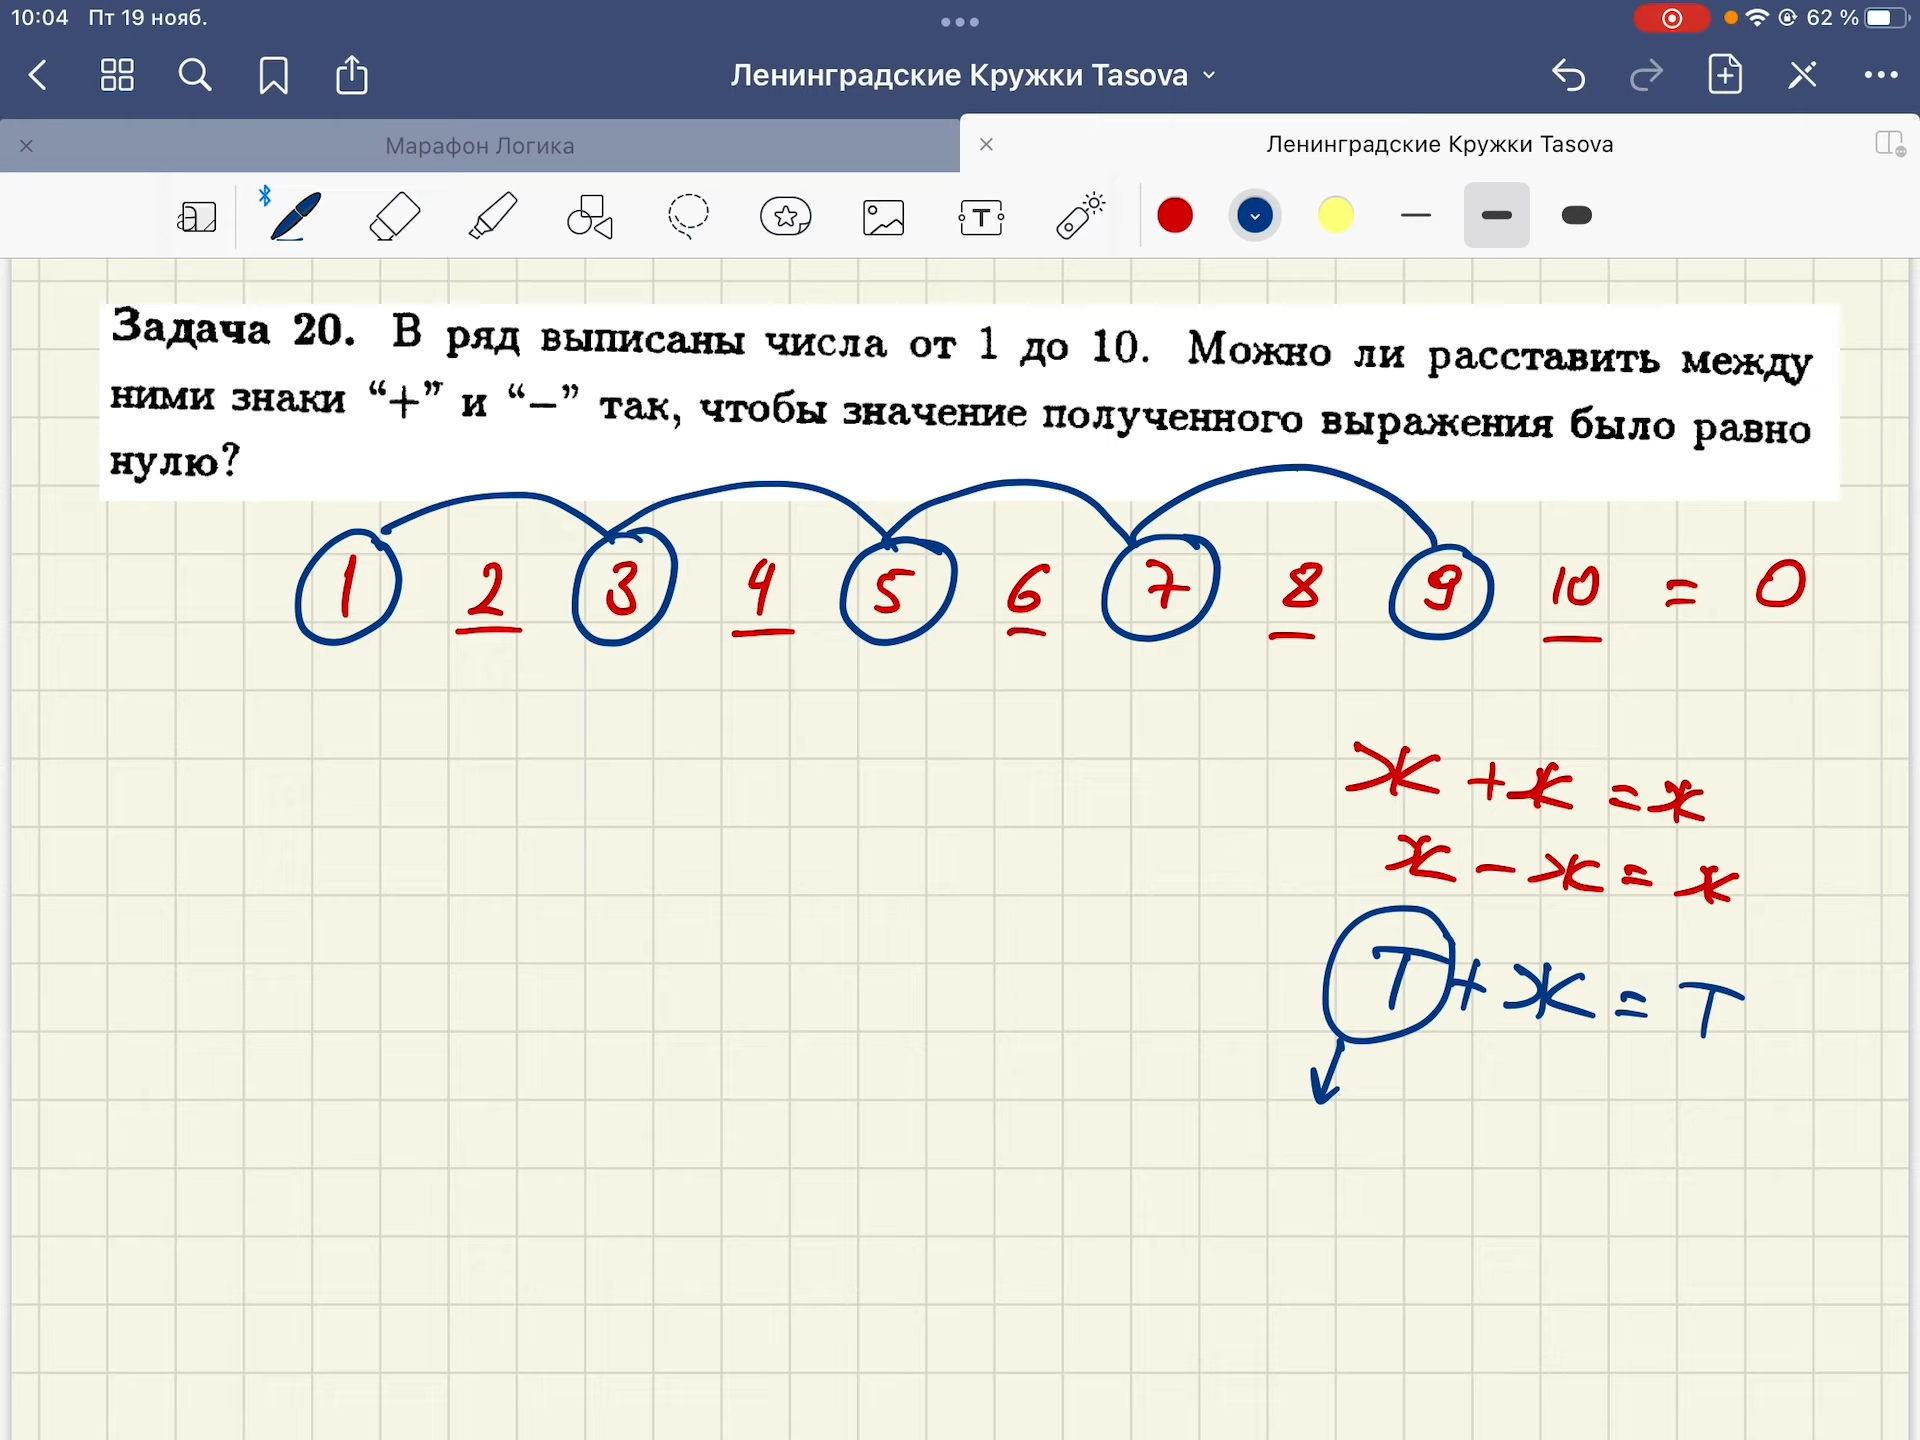 10:04 Пт 19 нояб. 62 %
Ленинградские Кружки Tasova
Марафон Логика
Ленинградские Кружки Tasova
Задача 20. В ряд выписаны числа от 1 до 10. Можно ли расставить между
ними знаки “+” и “−” так, чтобы значение полученного выражения было равно
нулю?
1 2 3 4 5 6 7 8 9 10 = 0
ж + ж = ж
ж − ж = ж
Т + ж = Т